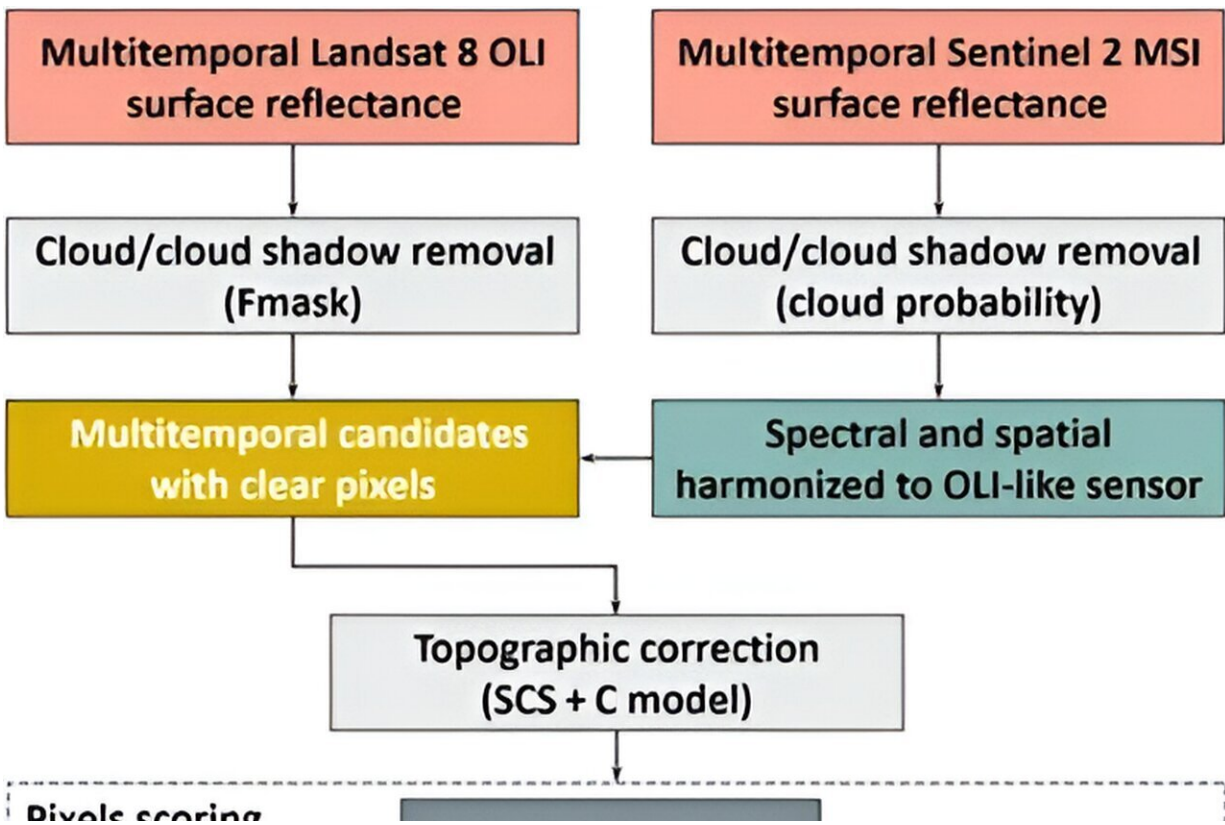 Multitemporal Landsat 8 OLI
surface reflectance
Multitemporal Sentinel 2 MSI
surface reflectance
Cloud/cloud shadow removal
(Fmask)
Cloud/cloud shadow removal
(cloud probability)
Multitemporal candidates
with clear pixels
Spectral and spatial
harmonized to OLI-like sensor
Topographic correction
(SCS + C model)
Pixels scoring